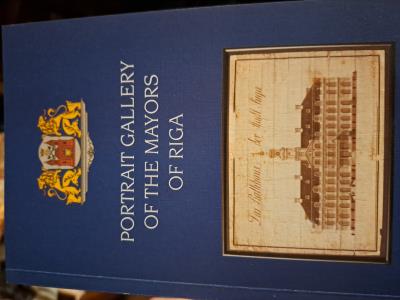 PORTRAIT GALLERY
OF THE MAYORS
OF RIGA
Das Rathhaus der Stadt Riga